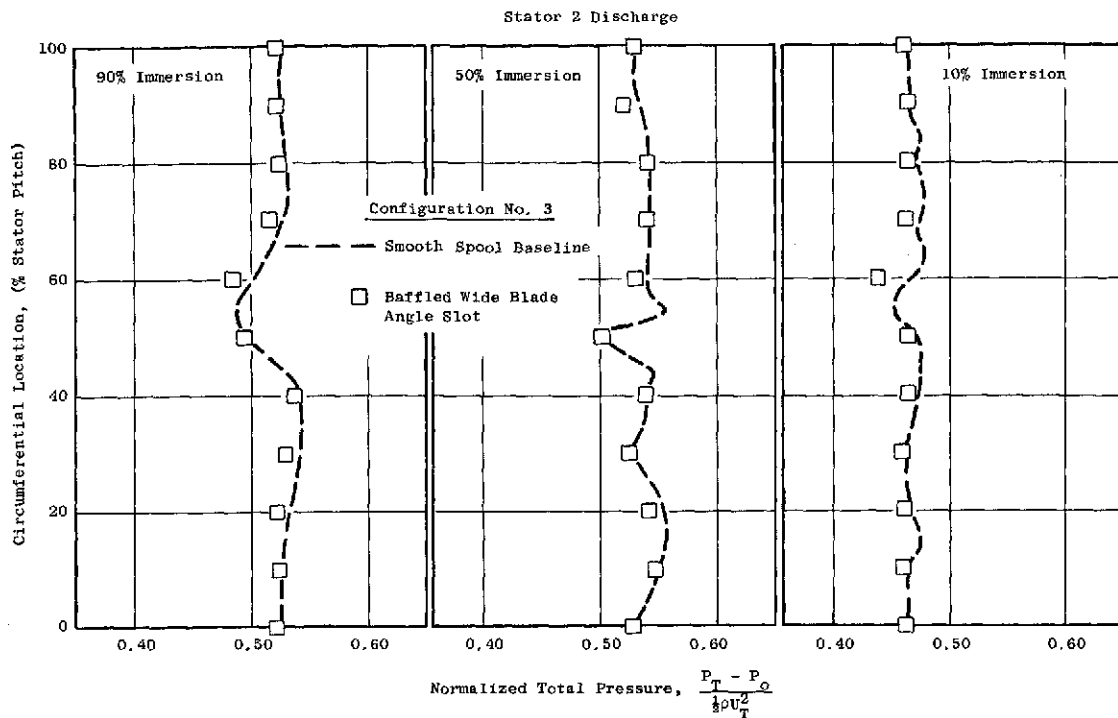 Stator 2 Discharge
90% Immersion
50% Immersion
10% Immersion
Configuration No. 3
Smooth Spool Baseline
Baffled Wide Blade
Angle Slot
Circumferential Location, (% Stator Pitch)
100
80
60
40
20
0
0.40
0.50
0.60
0.40
0.50
0.60
0.40
0.50
0.60
Normalized Total Pressure, P_T - P_o
½ρU_T^2